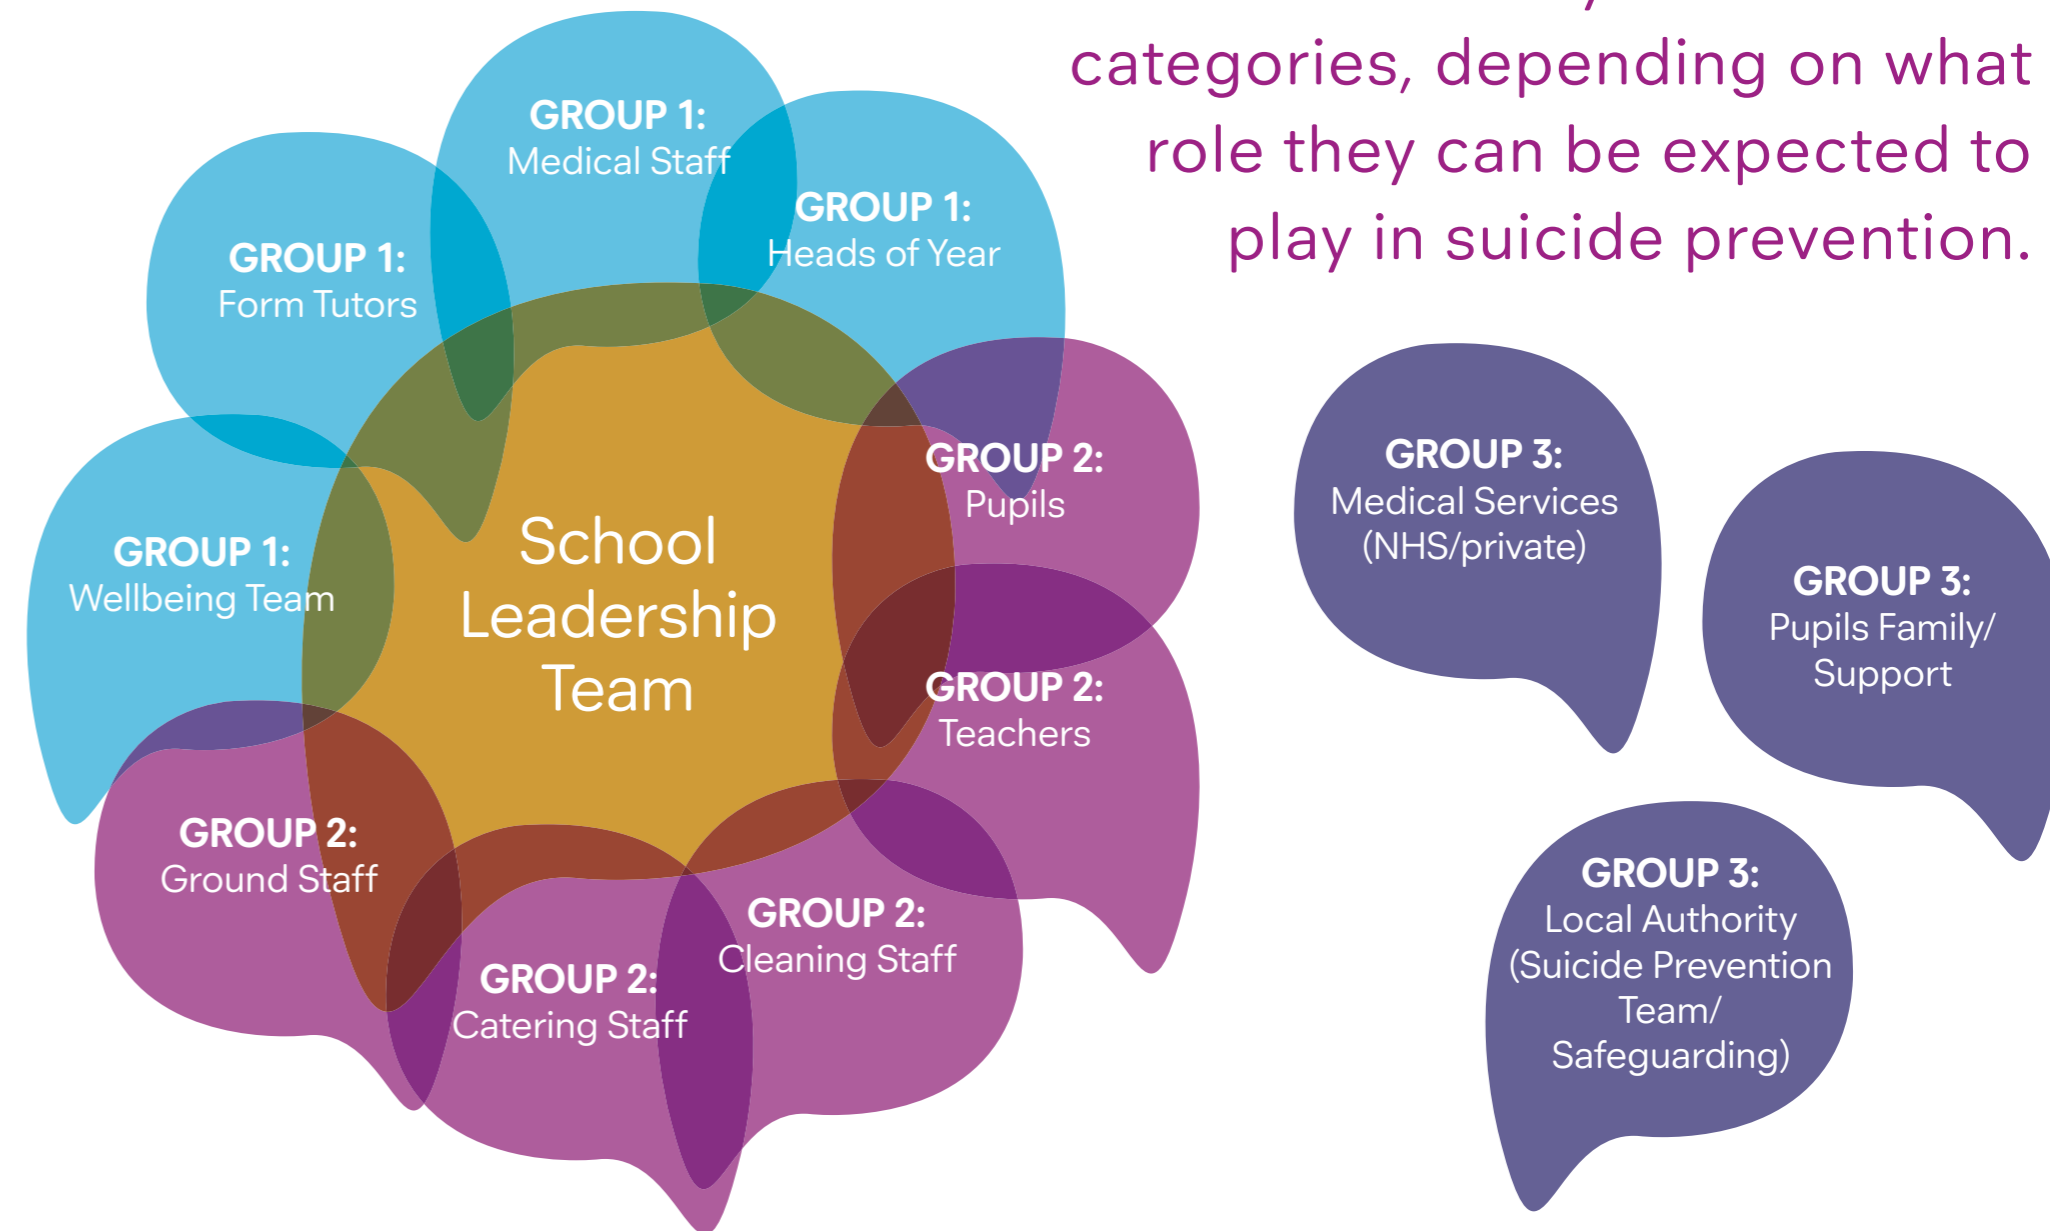 categories, depending on what
role they can be expected to
play in suicide prevention.
GROUP 1:
Medical Staff
GROUP 1:
Heads of Year
GROUP 1:
Form Tutors
GROUP 1:
Wellbeing Team
School
Leadership
Team
GROUP 2:
Pupils
GROUP 2:
Teachers
GROUP 2:
Ground Staff
GROUP 2:
Catering Staff
GROUP 2:
Cleaning Staff
GROUP 3:
Medical Services
(NHS/private)
GROUP 3:
Pupils Family/
Support
GROUP 3:
Local Authority
(Suicide Prevention
Team/
Safeguarding)